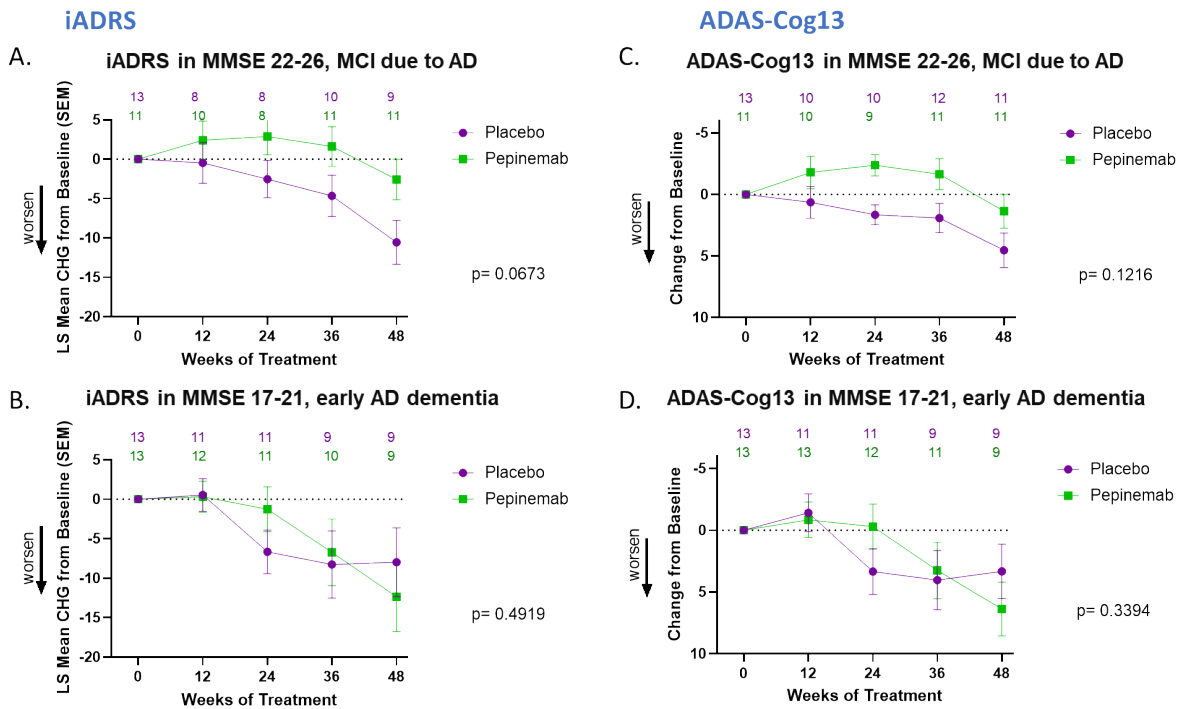 iADRS
A.
iADRS in MMSE 22-26, MCI due to AD
13 8 8 10 9
11 10 8 11 11
LS Mean CHG from Baseline (SEM)
worsen
5
0
-5
-10
-15
-20
0 12 24 36 48
Weeks of Treatment
Placebo
Pepinemab
p= 0.0673
ADAS-Cog13
C.
ADAS-Cog13 in MMSE 22-26, MCI due to AD
13 10 10 12 11
11 10 9 11 11
Change from Baseline
worsen
-5
0
5
10
0 12 24 36 48
Weeks of Treatment
Placebo
Pepinemab
p= 0.1216
B.
iADRS in MMSE 17-21, early AD dementia
13 11 11 9 9
13 12 11 10 9
LS Mean CHG from Baseline (SEM)
worsen
5
0
-5
-10
-15
-20
0 12 24 36 48
Weeks of Treatment
Placebo
Pepinemab
p= 0.4919
D.
ADAS-Cog13 in MMSE 17-21, early AD dementia
13 11 11 9 9
13 13 12 11 9
Change from Baseline
worsen
-5
0
5
10
0 12 24 36 48
Weeks of Treatment
Placebo
Pepinemab
p= 0.3394